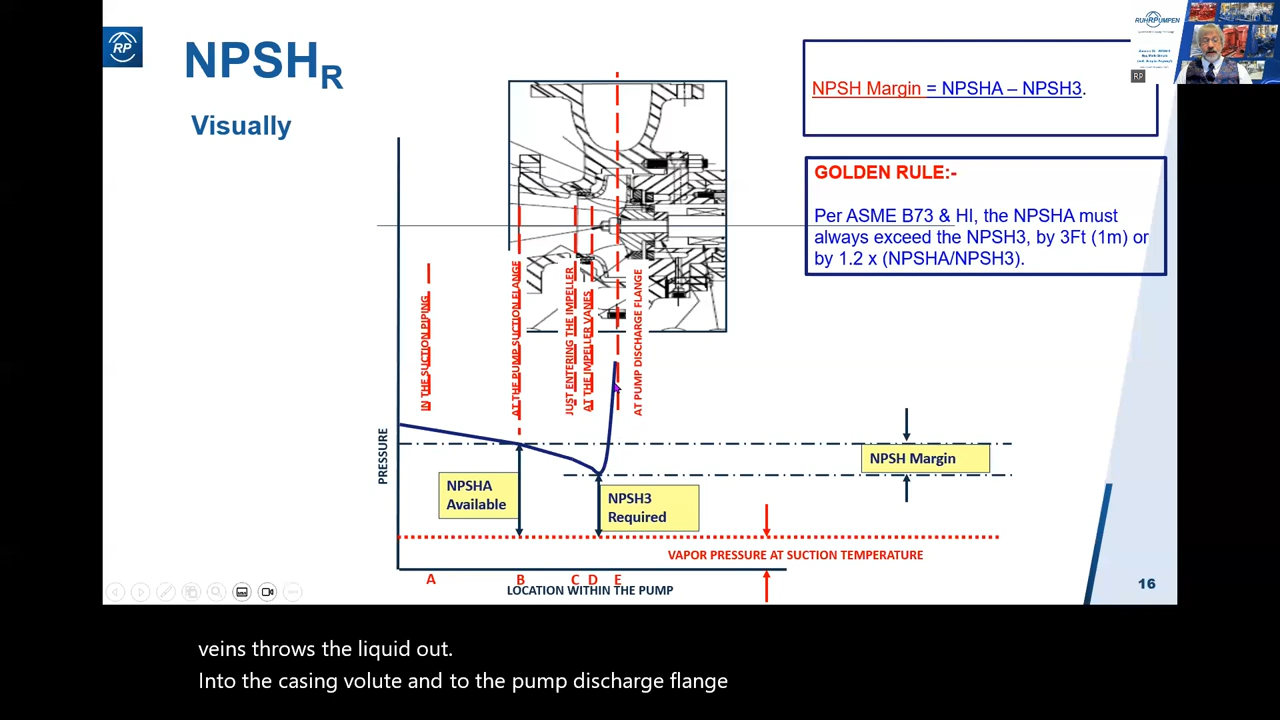 RP
NPSHR
Visually
RUHRPUMPEN
RP
NPSH Margin = NPSHA – NPSH3.
GOLDEN RULE:-
Per ASME B73 & HI, the NPSHA must
always exceed the NPSH3, by 3Ft (1m) or
by 1.2 x (NPSHA/NPSH3).
IN THE SUCTION PIPING
AT THE PUMP SUCTION FLANGE
JUST ENTERING THE IMPELLER
AT THE IMPELLER VANES
AT PUMP DISCHARGE FLANGE
PRESSURE
NPSH Margin
NPSHA
Available
NPSH3
Required
VAPOR PRESSURE AT SUCTION TEMPERATURE
A B C D E
LOCATION WITHIN THE PUMP
16
veins throws the liquid out.
Into the casing volute and to the pump discharge flange